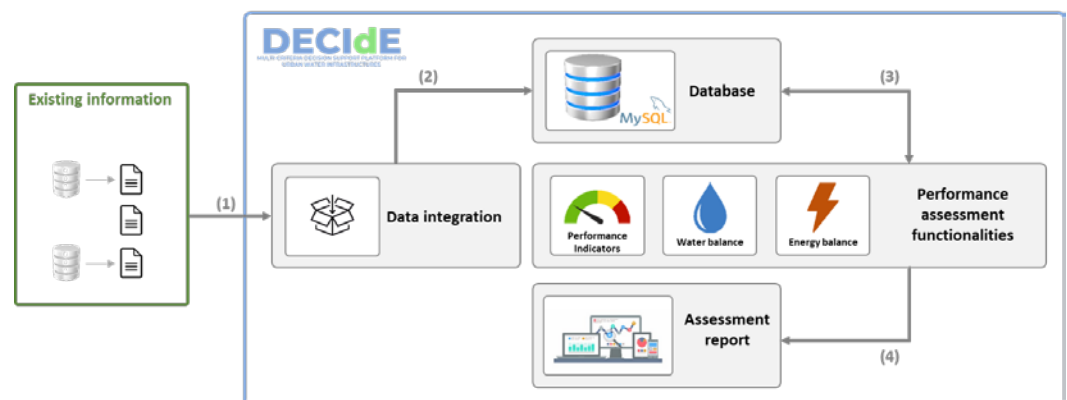 DECIdE
MULTI-CRITERIA DECISION SUPPORT PLATFORM FOR
URBAN WATER INFRASTRUCTURES
Existing information
(1)
Data integration
(2)
Database
MySQL
(3)
Performance
Indicators
Water balance
Energy balance
Performance
assessment
functionalities
Assessment
report
(4)